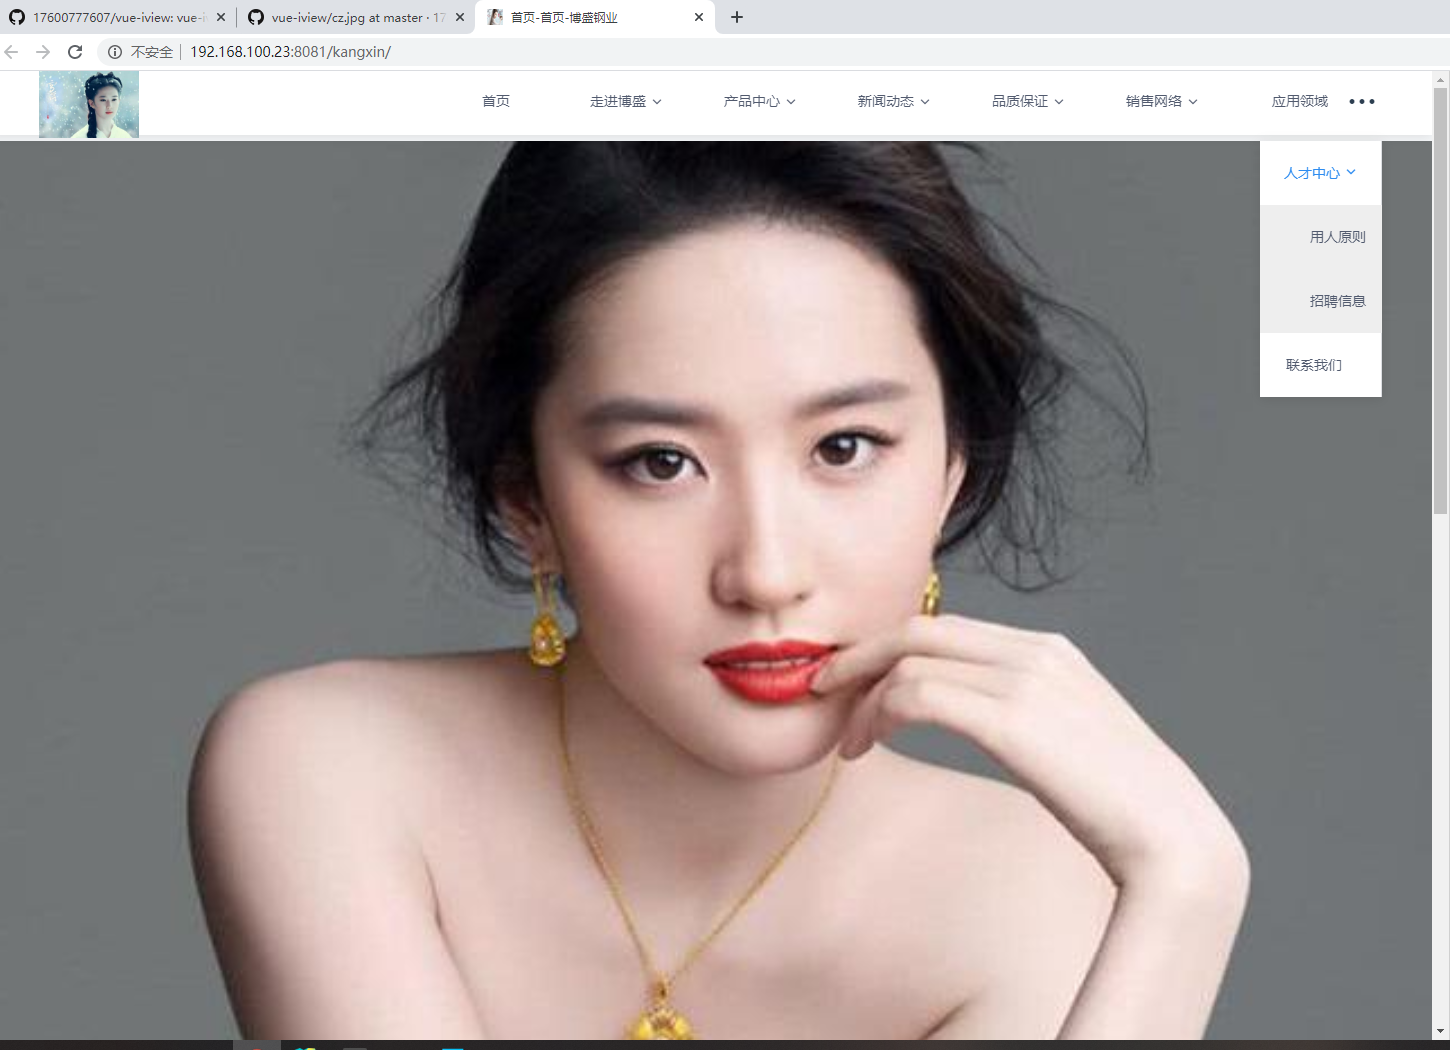 17600777607/vue-iview: vue-i
vue-iview/cz.jpg at master · 17
首页-首页-博盛钢业
不安全 192.168.100.23:8081/kangxin/
首页 走进博盛 产品中心 新闻动态 品质保证 销售网络 应用领域
人才中心
用人原则
招聘信息
联系我们